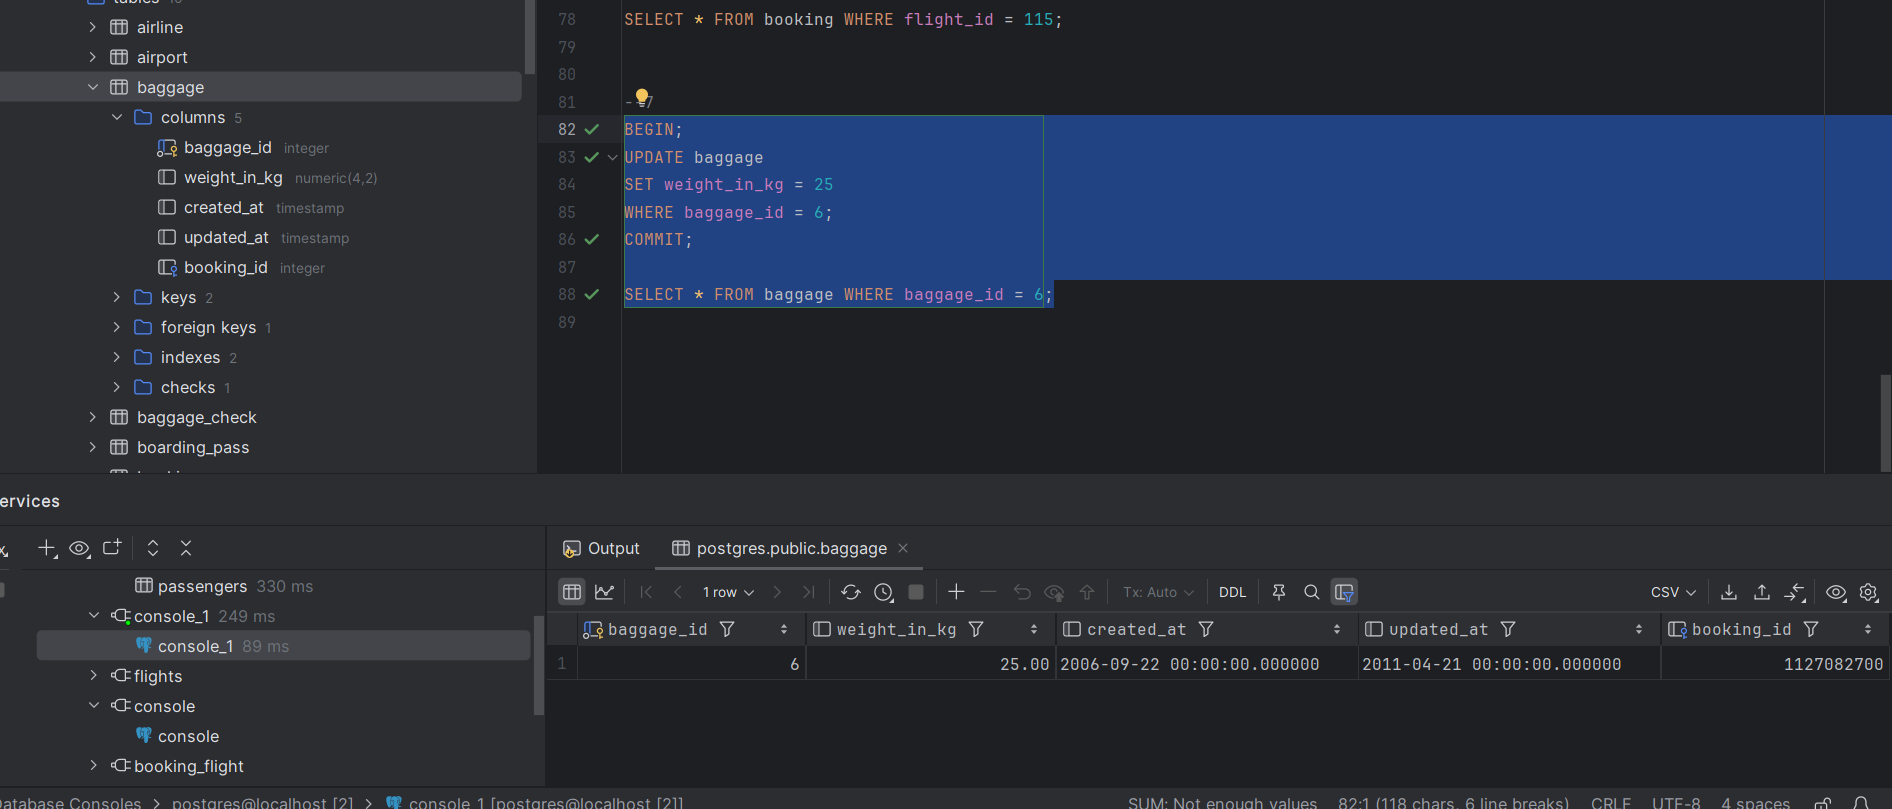 tables
airline
airport
baggage
columns 5
baggage_id integer
weight_in_kg numeric(4,2)
created_at timestamp
updated_at timestamp
booking_id integer
keys 2
foreign keys 1
indexes 2
checks 1
baggage_check
boarding_pass
78 SELECT * FROM booking WHERE flight_id = 115;
79
80
81 --7
82 BEGIN;
83 UPDATE baggage
84 SET weight_in_kg = 25
85 WHERE baggage_id = 6;
86 COMMIT;
87
88 SELECT * FROM baggage WHERE baggage_id = 6;
89
ervices
passengers 330 ms
console_1 249 ms
console_1 89 ms
flights
console
console
booking_flight
Output postgres.public.baggage
1 row Tx: Auto DDL CSV
baggage_id weight_in_kg created_at updated_at booking_id
1 6 25.00 2006-09-22 00:00:00.000000 2011-04-21 00:00:00.000000 1127082700
atabase Consoles postgres@localhost [2] console_1 [postgres@localhost [2]] SUM: Not enough values 82:1 (118 chars, 6 line breaks) CRLF UTF-8 4 spaces